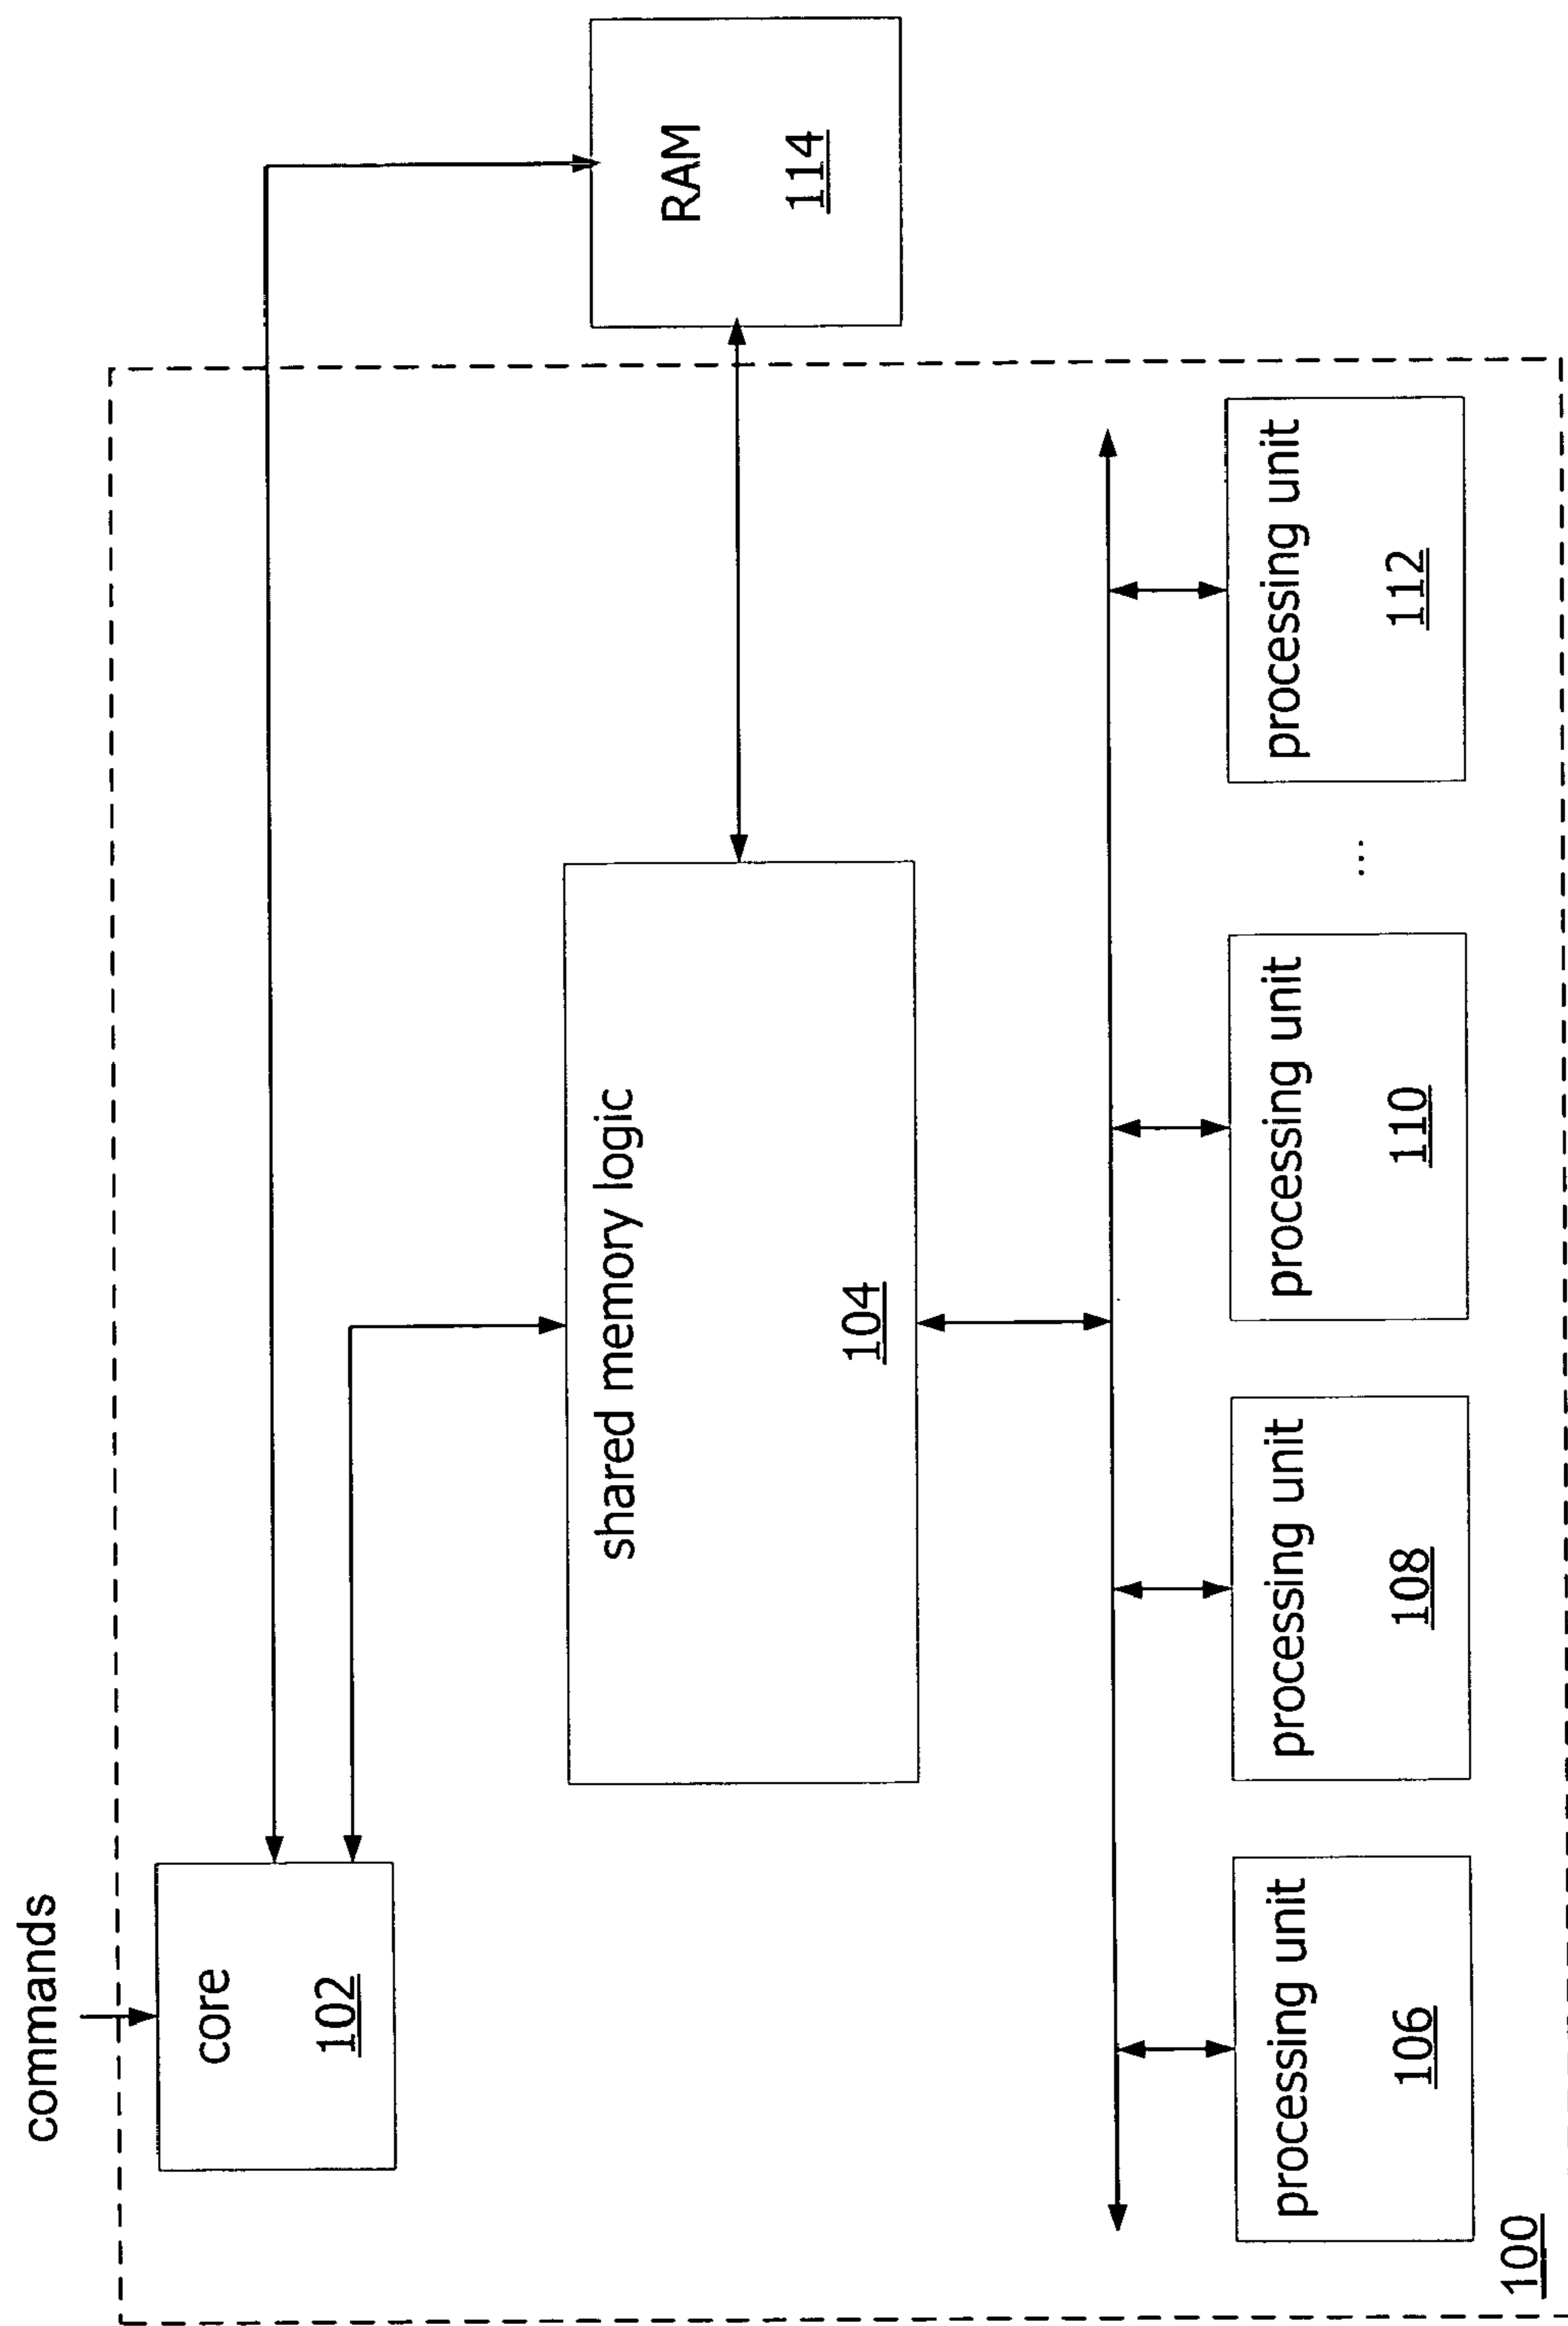 commands
core
102
RAM
114
shared memory logic
104
processing unit
106
processing unit
108
processing unit
110
...
processing unit
112
100